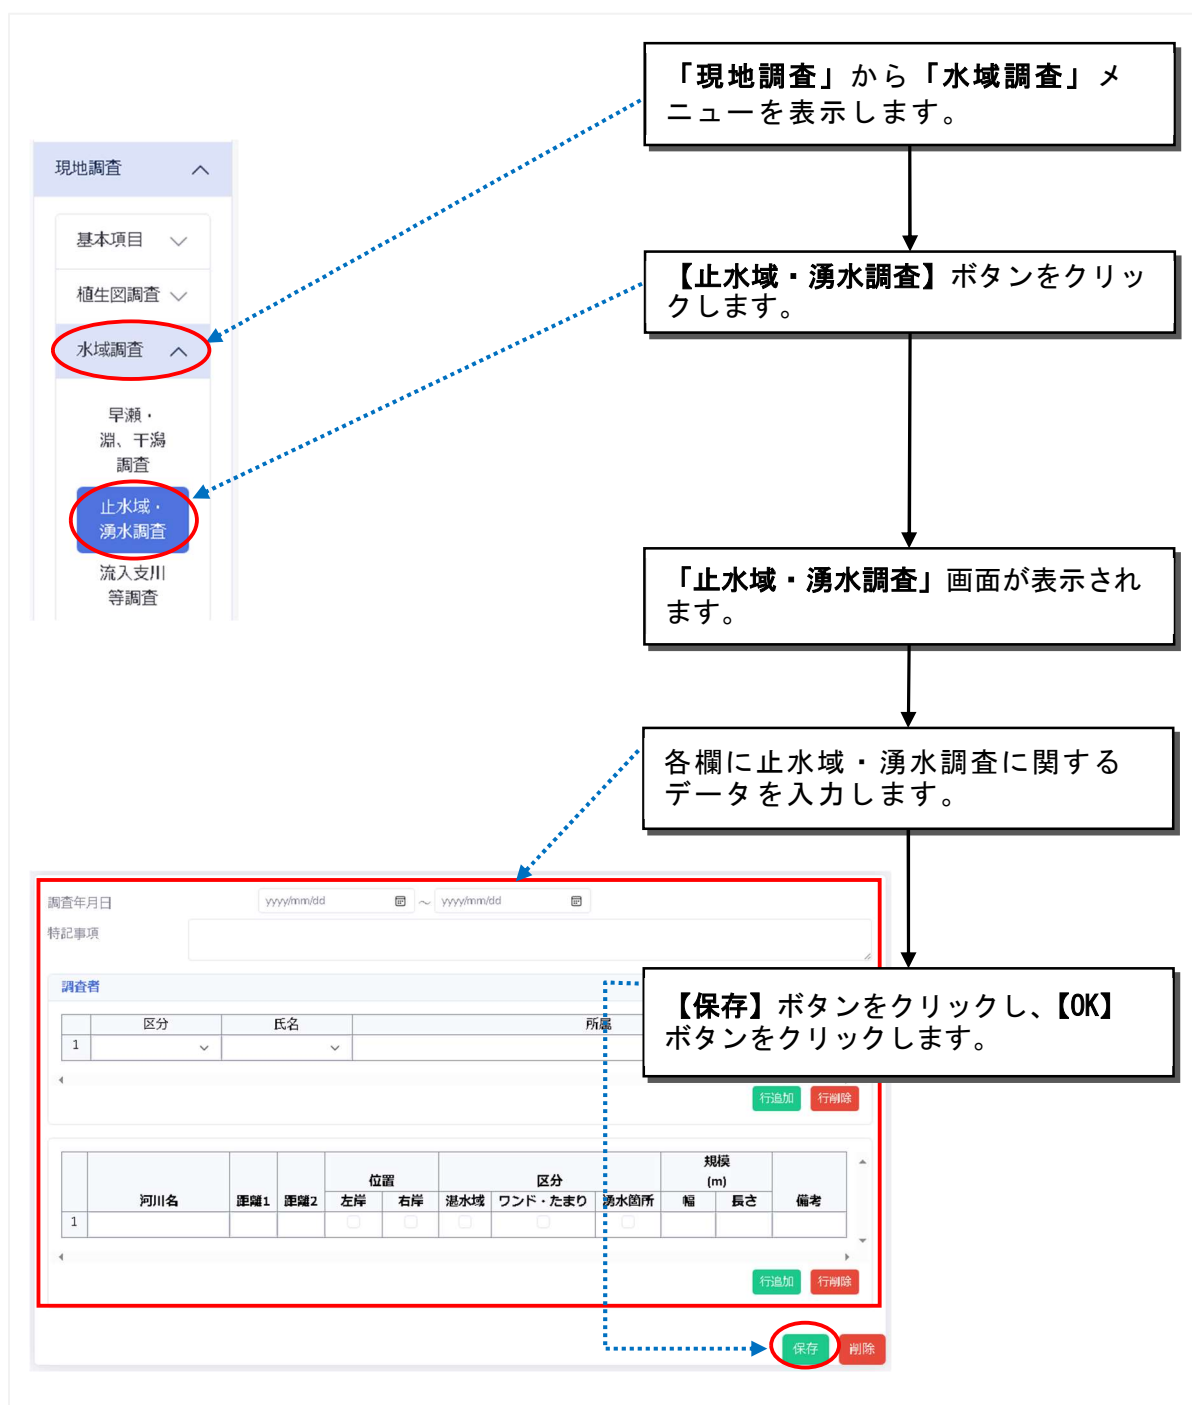 「現地調査」から「水域調査」メ
ニューを表示します。
現地調査
基本項目
植生図調査
水域調査
早瀬・
淵、干潟
調査
止水域・
湧水調査
流入支川
等調査
【止水域・湧水調査】ボタンをクリッ
クします。
「止水域・湧水調査」画面が表示され
ます。
各欄に止水域・湧水調査に関する
データを入力します。
調査年月日 yyyy/mm/dd ～ yyyy/mm/dd
特記事項
調査者
区分 氏名 所属
1
行追加 行削除
【保存】ボタンをクリックし、【OK】
ボタンをクリックします。
規模
位置 区分 (m)
河川名 距離1 距離2 左岸 右岸 湛水域 ワンド・たまり 湧水箇所 幅 長さ 備考
1
行追加 行削除
保存 削除